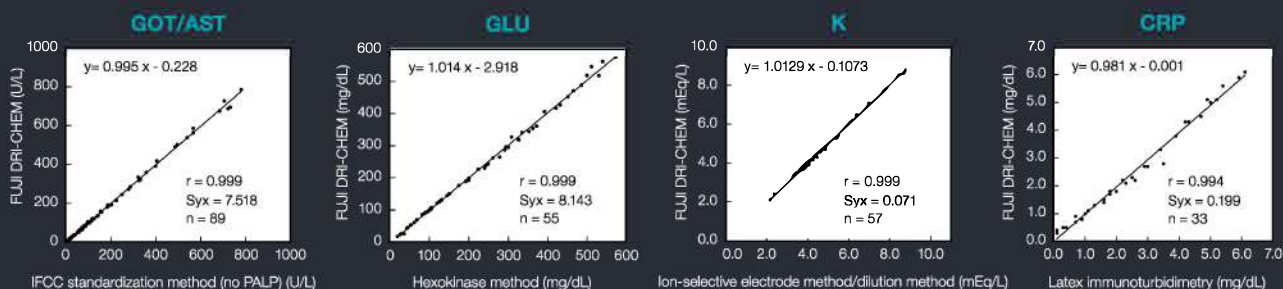 GOT/AST
FUJI DRI-CHEM (U/L)
1000
800
600
400
200
0
y= 0.995 x - 0.228
r = 0.999
Syx = 7.518
n = 89
0 200 400 600 800 1000
IFCC standardization method (no PALP) (U/L)
GLU
FUJI DRI-CHEM (mg/dL)
600
500
400
300
200
100
0
y= 1.014 x - 2.918
r = 0.999
Syx = 8.143
n = 55
0 100 200 300 400 500 600
Hexokinase method (mg/dL)
K
FUJI DRI-CHEM (mEq/L)
10.0
8.0
6.0
4.0
2.0
0.0
y= 1.0129 x - 0.1073
r = 0.999
Syx = 0.071
n = 57
0.0 2.0 4.0 6.0 8.0 10.0
Ion-selective electrode method/dilution method (mEq/L)
CRP
FUJI DRI-CHEM (mg/dL)
7.0
6.0
5.0
4.0
3.0
2.0
1.0
0.0
y= 0.981 x - 0.001
r = 0.994
Syx = 0.199
n = 33
0.0 1.0 2.0 3.0 4.0 5.0 6.0 7.0
Latex immunoturbidimetry (mg/dL)